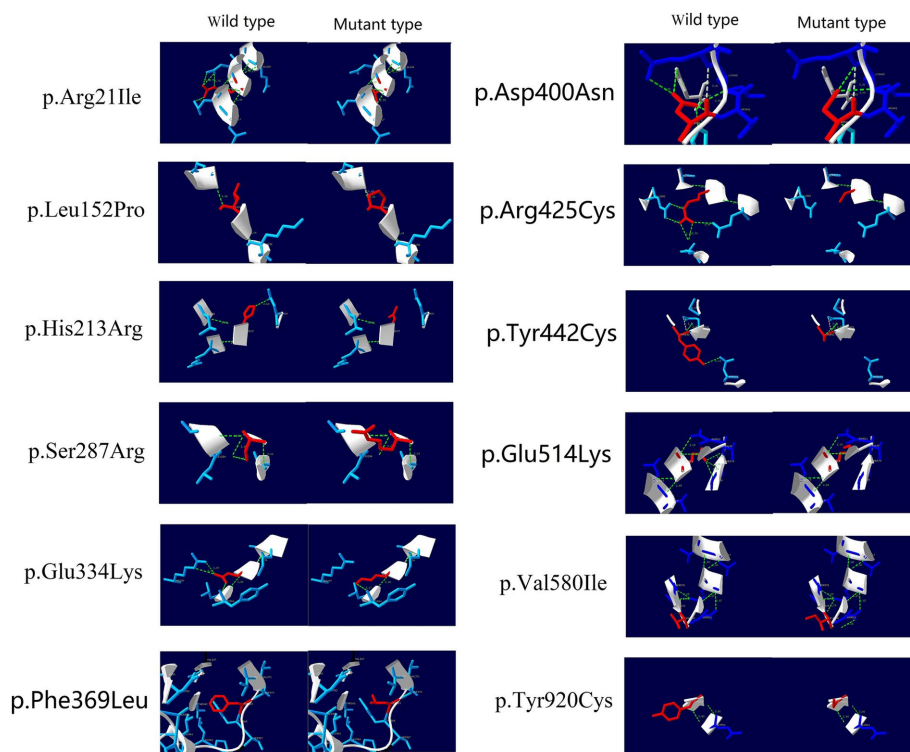 Wild type Mutant type
p.Arg21Ile
p.Leu152Pro
p.His213Arg
p.Ser287Arg
p.Glu334Lys
p.Phe369Leu
Wild type Mutant type
p.Asp400Asn
p.Arg425Cys
p.Tyr442Cys
p.Glu514Lys
p.Val580Ile
p.Tyr920Cys